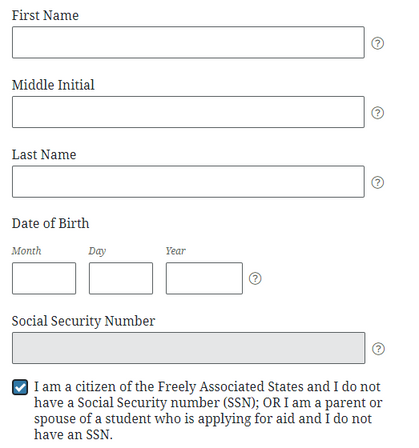 First Name
?
Middle Initial
?
Last Name
?
Date of Birth
Month Day Year
?
Social Security Number
?
I am a citizen of the Freely Associated States and I do not
have a Social Security number (SSN); OR I am a parent or
spouse of a student who is applying for aid and I do not
have an SSN.